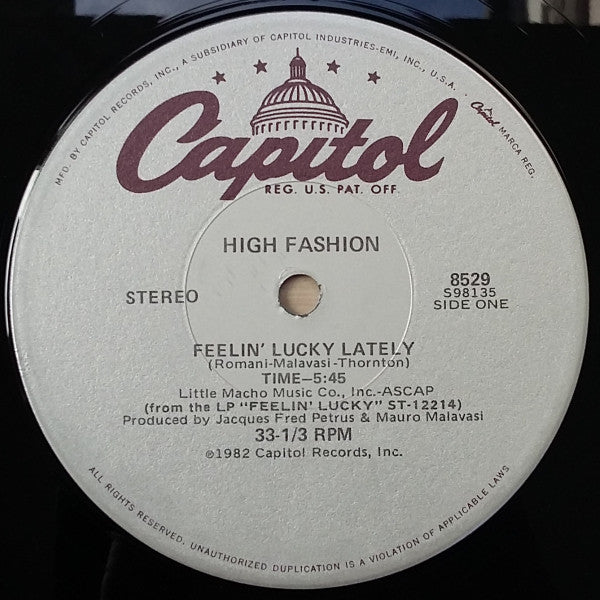 MFD. BY CAPITOL RECORDS, INC., A SUBSIDIARY OF CAPITOL INDUSTRIES-EMI, INC., U.S.A.
Capitol MARCA REG.
Capitol
REG. U.S. PAT. OFF.
HIGH FASHION
STEREO
8529
S98135
SIDE ONE
FEELIN' LUCKY LATELY
(Romani-Malavasi-Thornton)
TIME—5:45
Little Macho Music Co., Inc.-ASCAP
(from the LP "FEELIN' LUCKY" ST-12214)
Produced by Jacques Fred Petrus & Mauro Malavasi
33-1/3 RPM
℗1982 Capitol Records, Inc.
ALL RIGHTS RESERVED. UNAUTHORIZED DUPLICATION IS A VIOLATION OF APPLICABLE LAWS